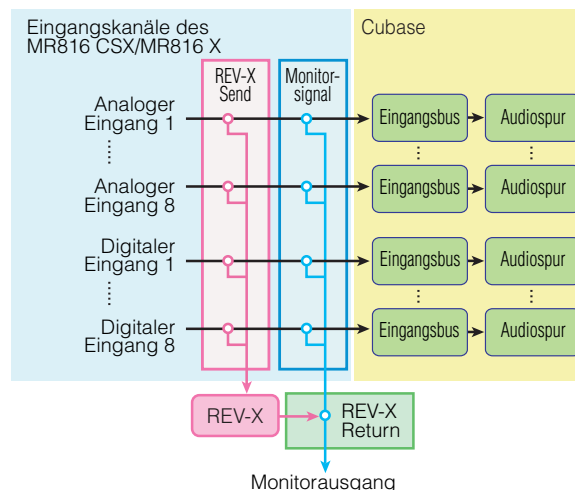 Eingangskanäle des
MR816 CSX/MR816 X
Cubase
REV-X
Send
Monitor-
signal
Analoger
Eingang 1
Eingangsbus
Audiospur
Analoger
Eingang 8
Eingangsbus
Audiospur
Digitaler
Eingang 1
Eingangsbus
Audiospur
Digitaler
Eingang 8
Eingangsbus
Audiospur
REV-X
REV-X
Return
Monitorausgang